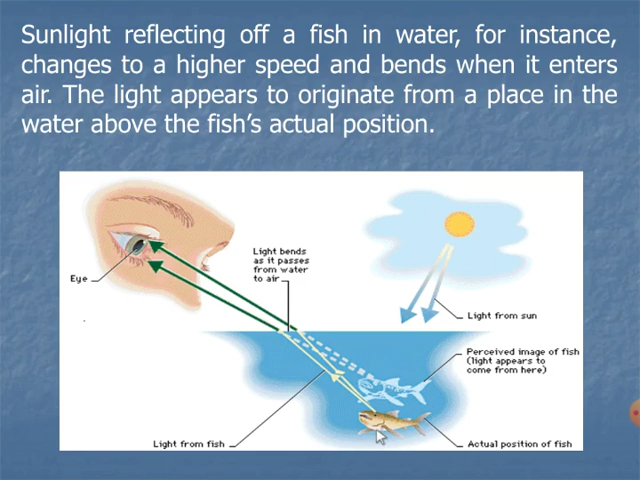 Sunlight reflecting off a fish in water, for instance,
changes to a higher speed and bends when it enters
air. The light appears to originate from a place in the
water above the fish's actual position.
Light bends
as it passes
from water
to air
Eye
Light from sun
Perceived image of fish
(light appears to
come from here)
Light from fish
Actual position of fish